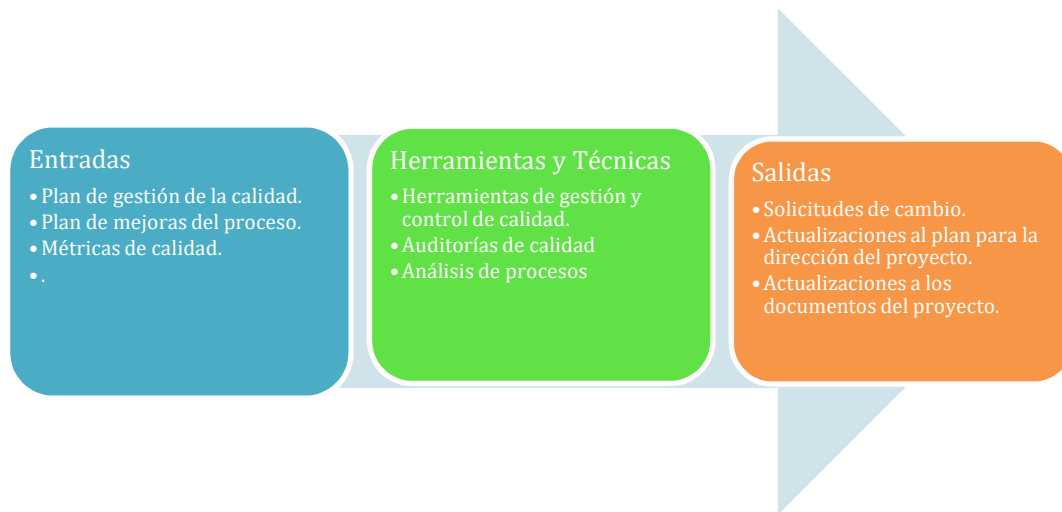 Entradas
• Plan de gestión de la calidad.
• Plan de mejoras del proceso.
• Métricas de calidad.
• .
Herramientas y Técnicas
• Herramientas de gestión y
control de calidad.
• Auditorías de calidad
• Análisis de procesos
Salidas
• Solicitudes de cambio.
• Actualizaciones al plan para la
dirección del proyecto.
• Actualizaciones a los
documentos del proyecto.